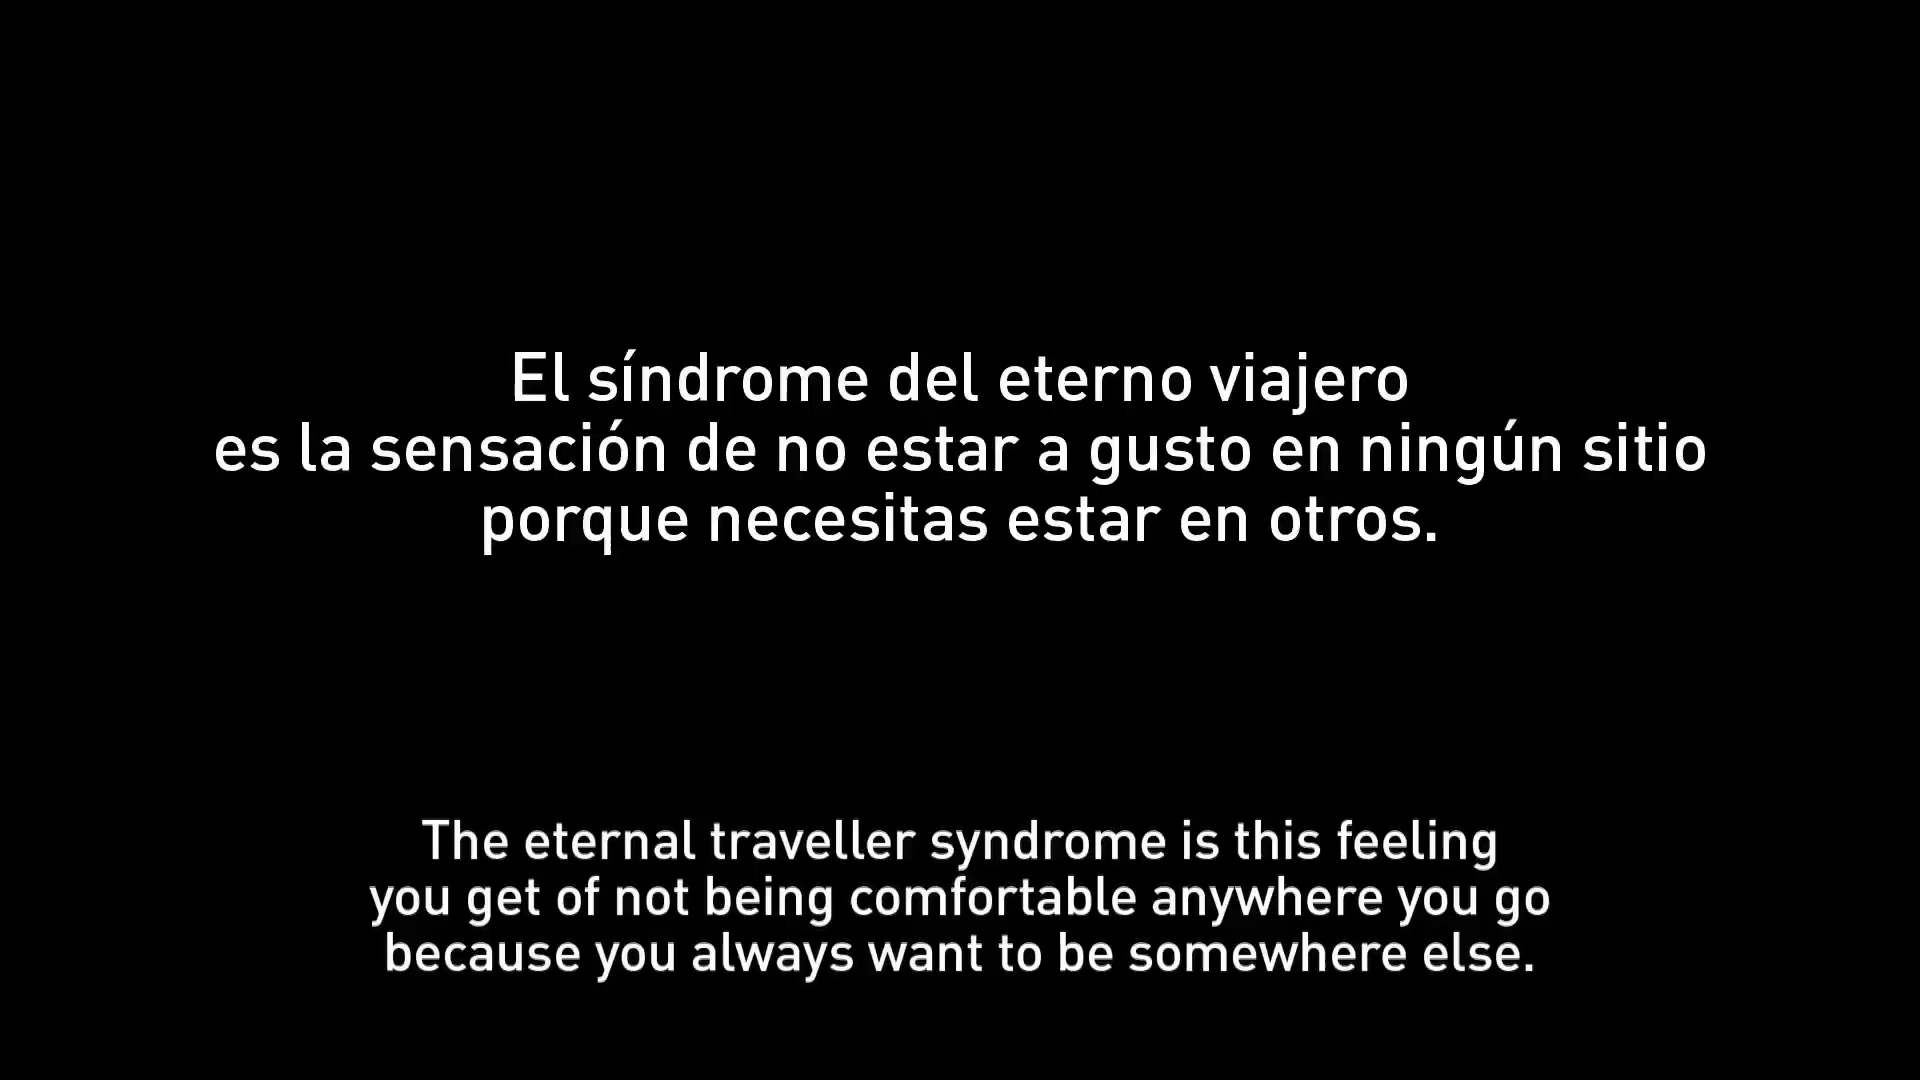 El síndrome del eterno viajero
es la sensación de no estar a gusto en ningún sitio
porque necesitas estar en otros.
The eternal traveller syndrome is this feeling
you get of not being comfortable anywhere you go
because you always want to be somewhere else.